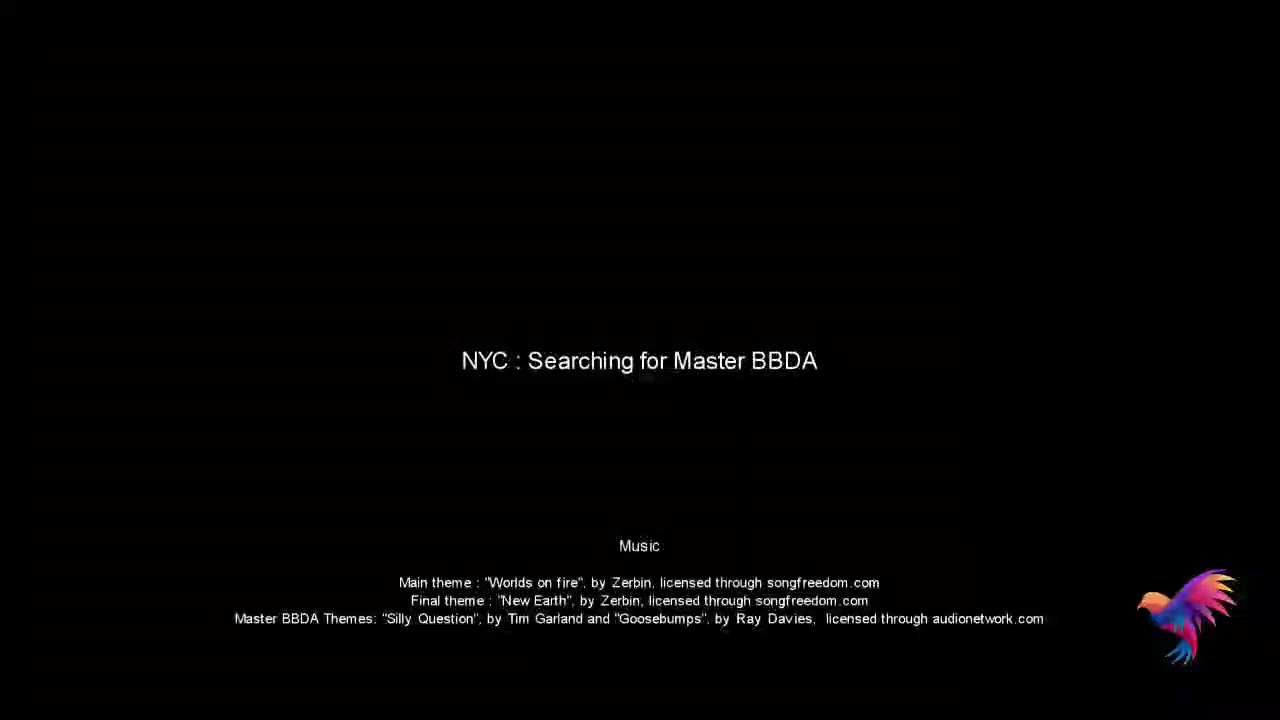 NYC : Searching for Master BBDA
Music
Main theme : "Worlds on fire", by Zerbin, licensed through songfreedom.com
Final theme : "New Earth", by Zerbin, licensed through songfreedom.com
Master BBDA Themes: "Silly Question", by Tim Garland and "Goosebumps", by Ray Davies, licensed through audionetwork.com